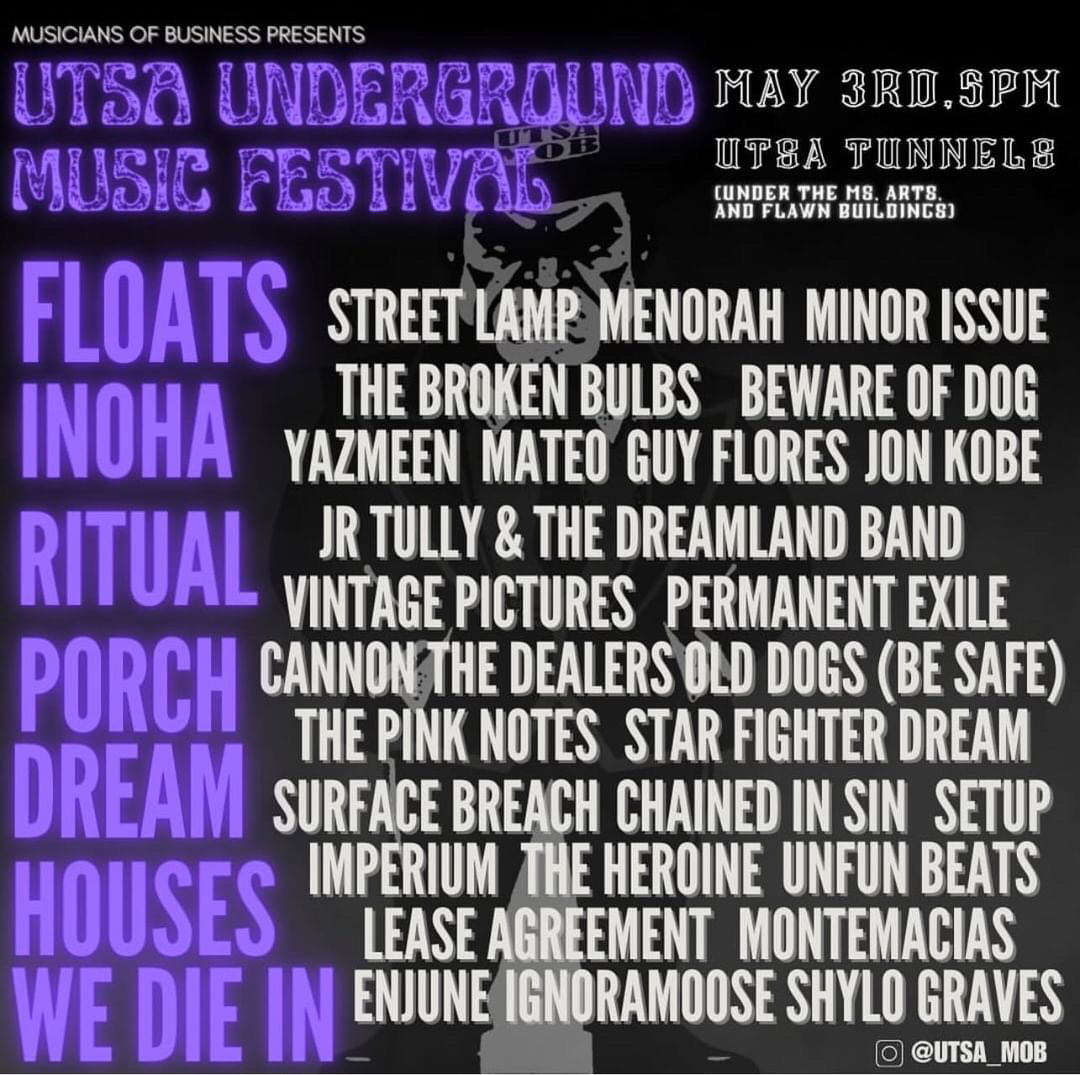 MUSICIANS OF BUSINESS PRESENTS
UTSA UNDERGROUND
MUSIC FESTIVAL
UTSA
MOB
MAY 3RD, 5PM
UTSA TUNNELS
(UNDER THE MS, ARTS,
AND FLAWN BUILDINGS)
FLOATS
INOHA
RITUAL
PORCH
DREAM
HOUSES
WE DIE IN
STREET LAMP MENORAH MINOR ISSUE
THE BROKEN BULBS BEWARE OF DOG
YAZMEEN MATEO GUY FLORES JON KOBE
JR TULLY & THE DREAMLAND BAND
VINTAGE PICTURES PERMANENT EXILE
CANNON THE DEALERS OLD DOGS (BE SAFE)
THE PINK NOTES STAR FIGHTER DREAM
SURFACE BREACH CHAINED IN SIN SETUP
IMPERIUM THE HEROINE UNFUN BEATS
LEASE AGREEMENT MONTEMACIAS
ENJUNE IGNORAMOOSE SHYLO GRAVES
@UTSA_MOB